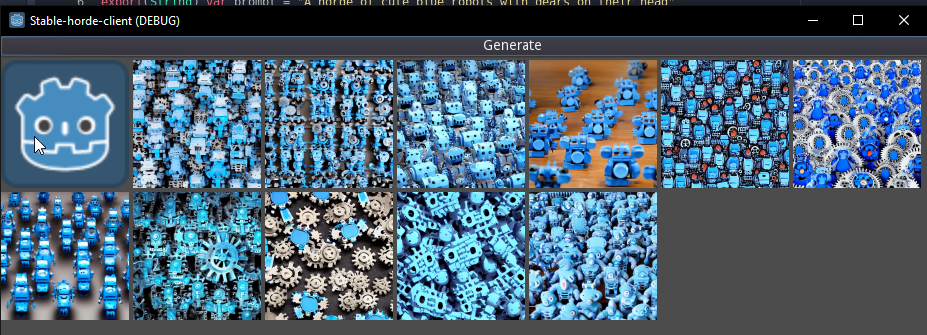 6 export(String) var prompt = "A horde of cute blue robots with gears on their head"
Stable-horde-client (DEBUG)
Generate